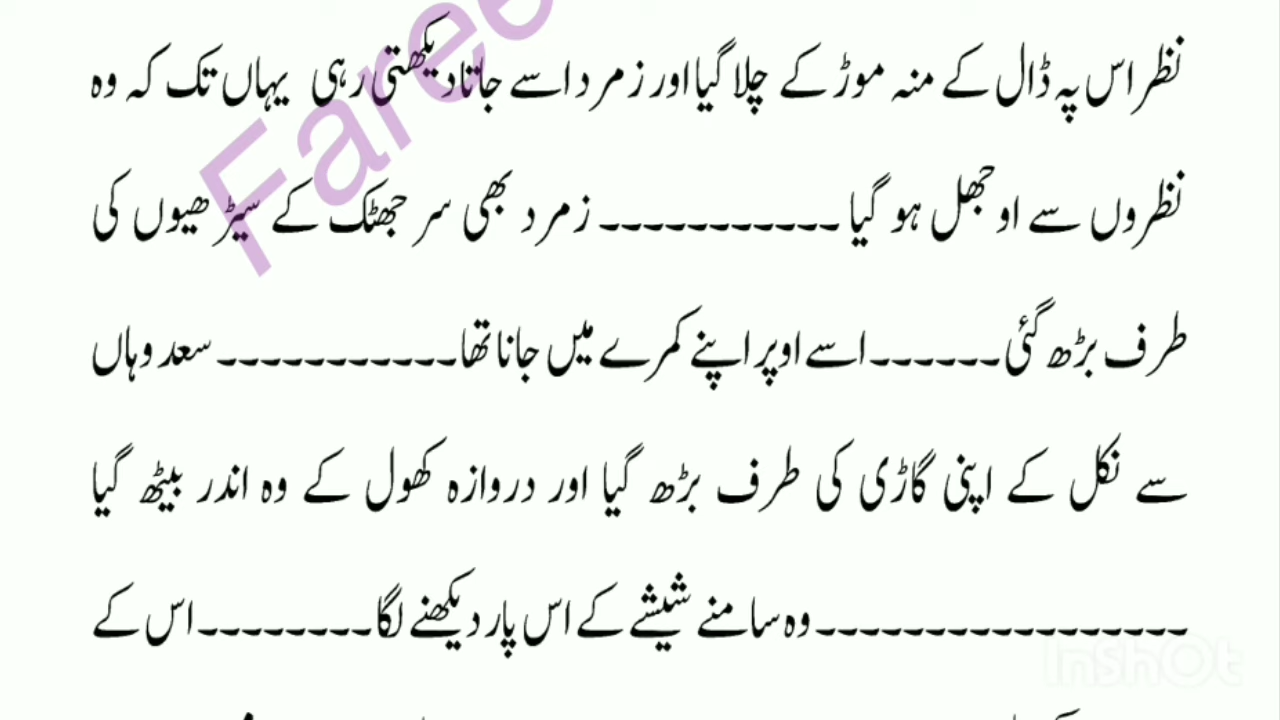 Faree
نظر اس پہ ڈال کے منہ موڑ کے چلا گیا اور زمرد اسے جاتا دیکھتی رہی یہاں تک کہ وہ
نظروں سے اوجھل ہو گیا ۔۔۔۔۔۔۔۔۔۔۔ زمرد بھی سر جھٹک کے سیڑھیوں کی
طرف بڑھ گئی ۔۔۔۔۔۔اسے اوپر اپنے کمرے میں جانا تھا۔۔۔۔۔۔۔۔۔۔۔ سعد وہاں
سے نکل کے اپنی گاڑی کی طرف بڑھ گیا اور دروازہ کھول کے وہ اندر بیٹھ گیا
۔۔۔۔۔۔۔۔۔۔۔۔۔۔۔۔۔ وہ سامنے شیشے کے اس پار دیکھنے لگا۔۔۔۔۔۔۔۔اس کے
InShOt